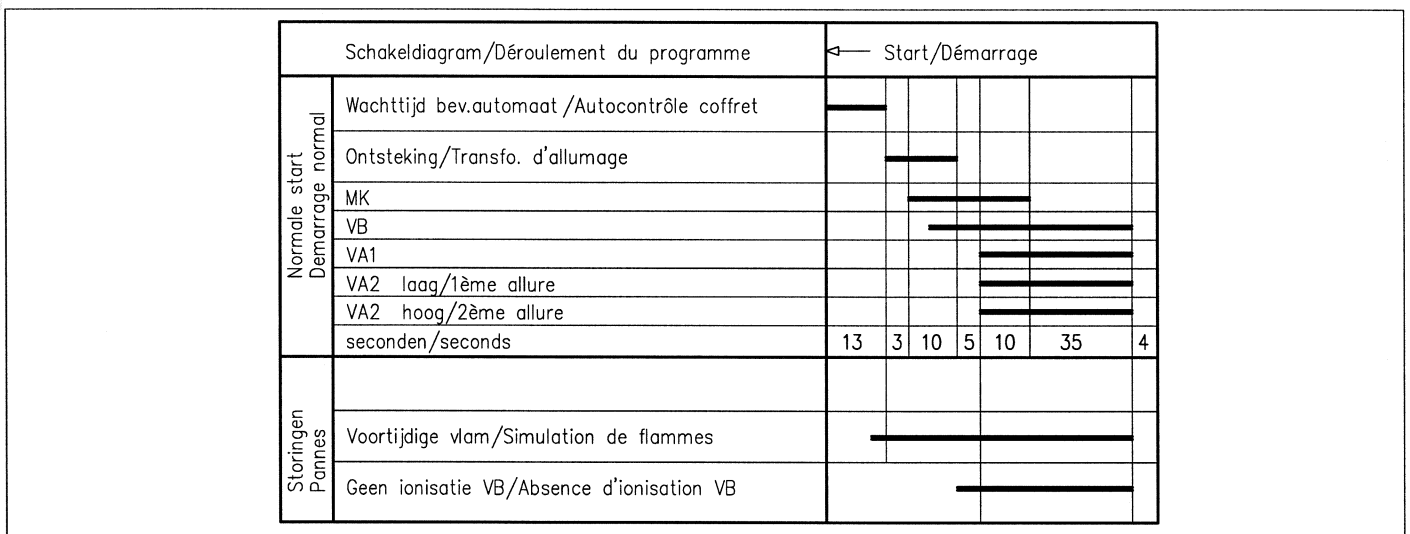 Schakeldiagram/Déroulement du programme
Start/Démarrage
Normale start
Demarrage normal
Wachttijd bev.automaat/Autocontrôle coffret
Ontsteking/Transfo. d'allumage
MK
VB
VA1
VA2 laag/1ème allure
VA2 hoog/2ème allure
seconden/seconds 13 3 10 5 10 35 4
Storingen
Pannes
Voortijdige vlam/Simulation de flammes
Geen ionisatie VB/Absence d'ionisation VB